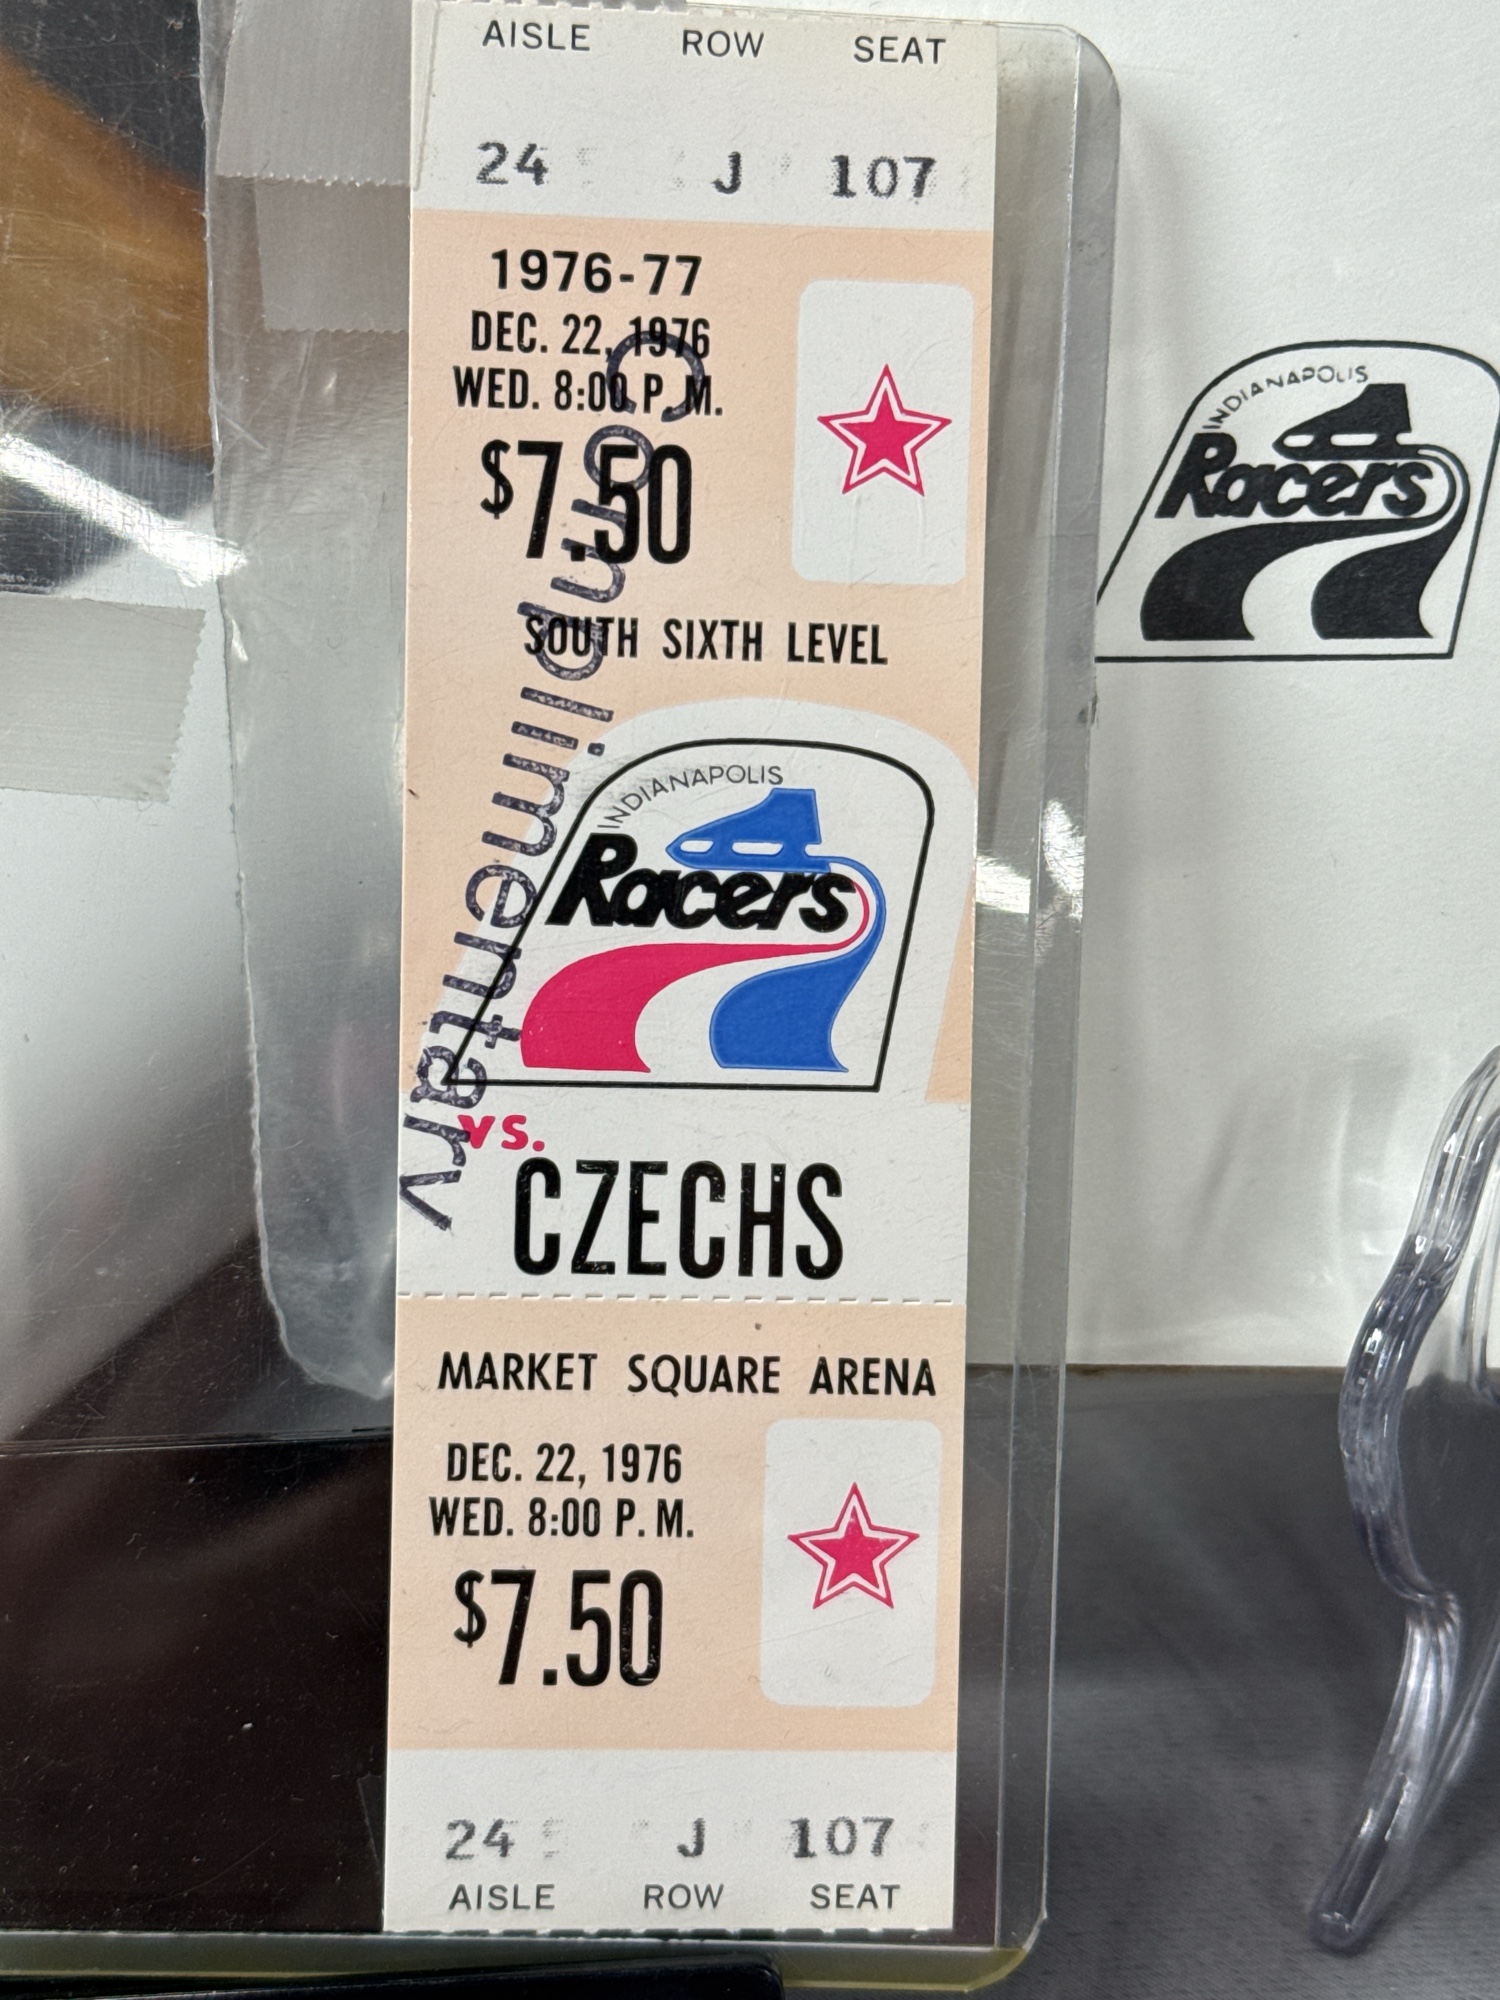 AISLE ROW SEAT
24 J 107
1976-77
DEC. 22, 1976
WED. 8:00 P.M.
$7.50
SOUTH SIXTH LEVEL
Complimentary
INDIANAPOLIS
Racers
vs.
CZECHS
MARKET SQUARE ARENA
DEC. 22, 1976
WED. 8:00 P.M.
$7.50
24 J 107
AISLE ROW SEAT
INDIANAPOLIS
Racers